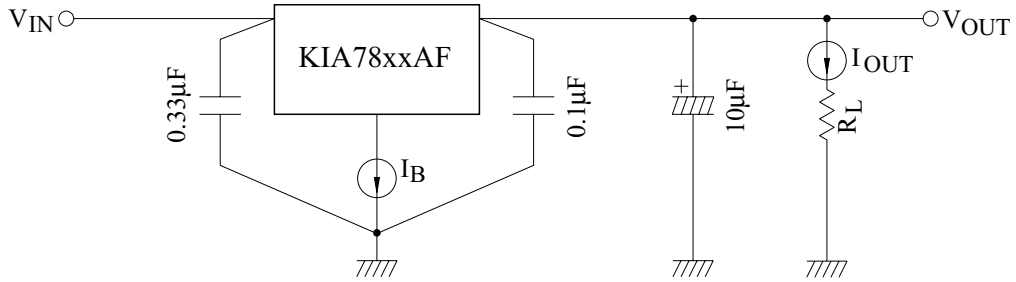 VIN
KIA78xxAF
VOUT
0.33μF
0.1μF
+
10μF
IOUT
RL
IB